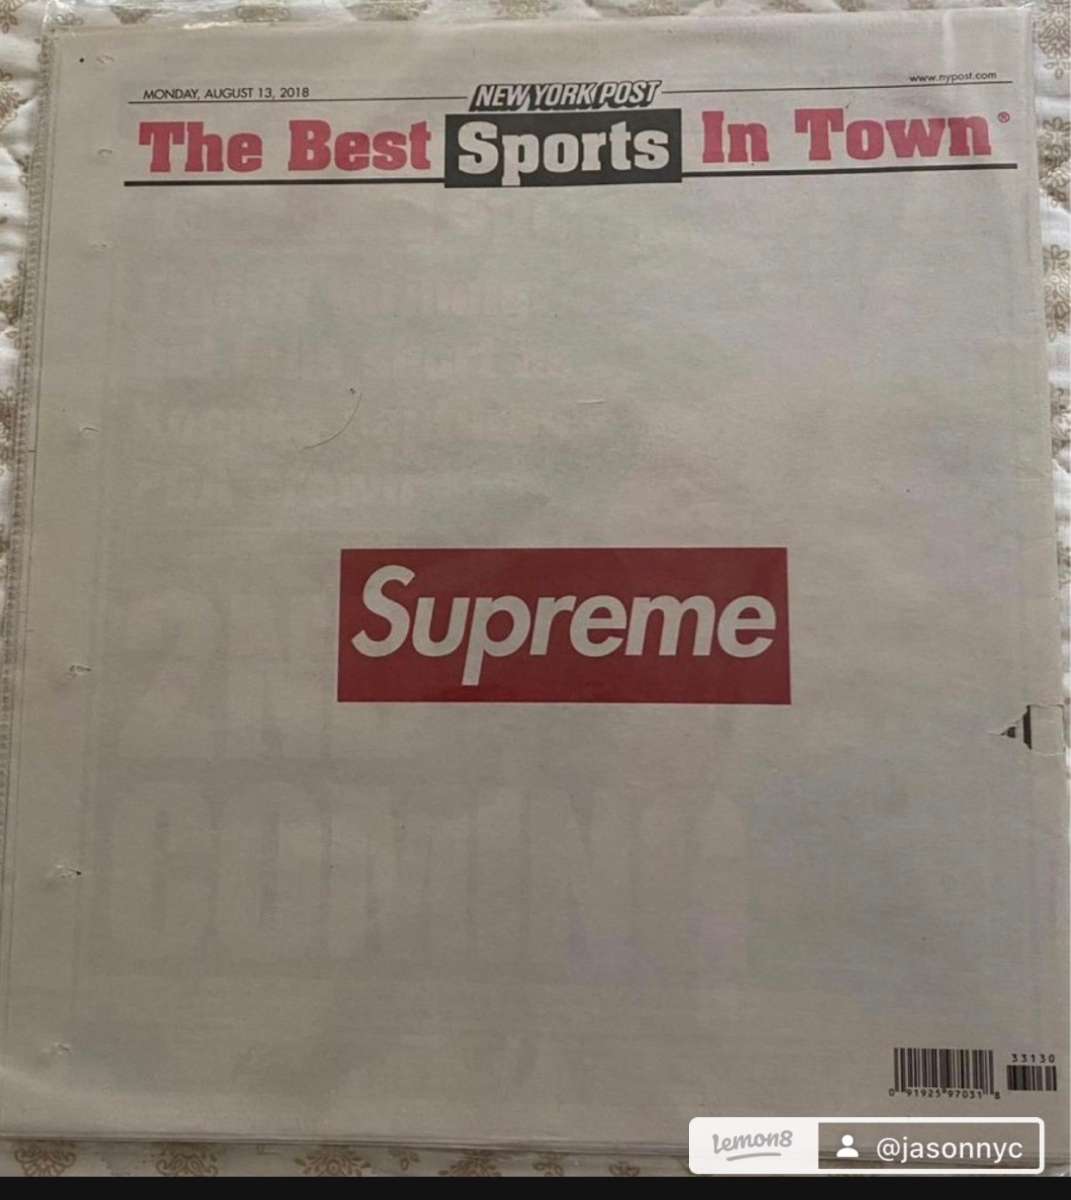 MONDAY, AUGUST 13, 2018
NEW YORK POST
www.nypost.com
The Best Sports In Town®
Supreme
33130
0 91925 97031 8
lemon8 @jasonnyc